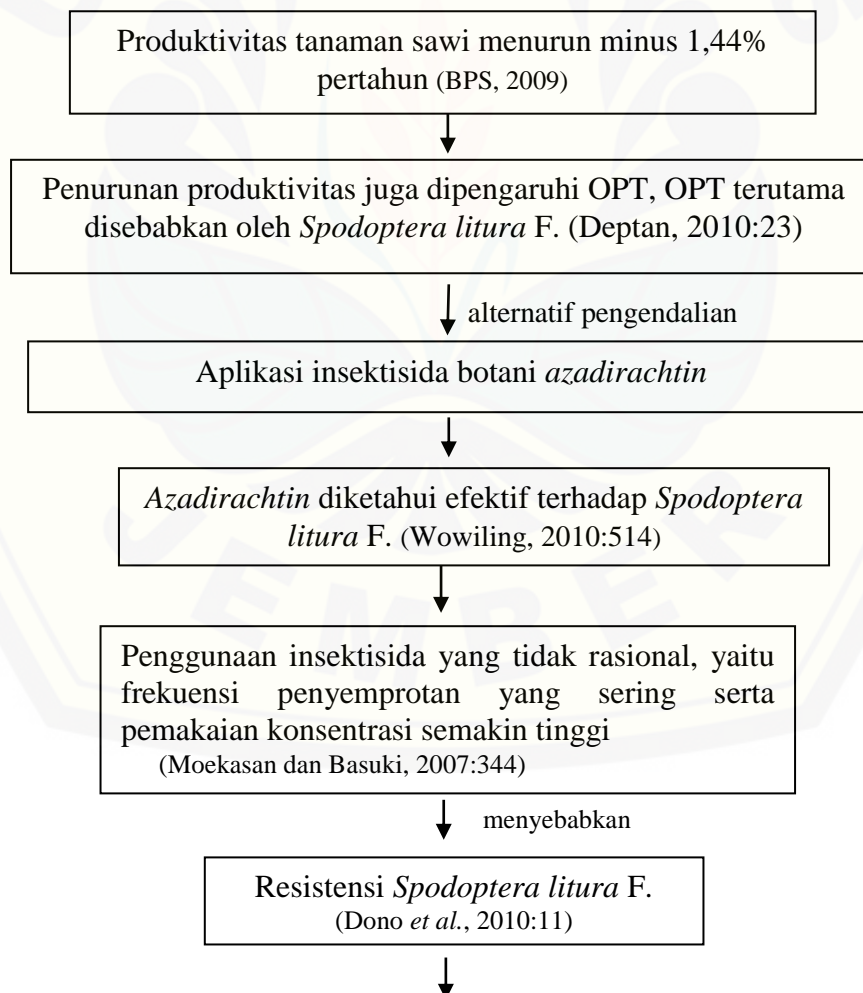 Produktivitas tanaman sawi menurun minus 1,44%
pertahun (BPS, 2009)
Penurunan produktivitas juga dipengaruhi OPT, OPT terutama
disebabkan oleh Spodoptera litura F. (Deptan, 2010:23)
alternatif pengendalian
Aplikasi insektisida botani azadirachtin
Azadirachtin diketahui efektif terhadap Spodoptera
litura F. (Wowiling, 2010:514)
JEMBER
Penggunaan insektisida yang tidak rasional, yaitu
frekuensi penyemprotan yang sering serta
pemakaian konsentrasi semakin tinggi
(Moekasan dan Basuki, 2007:344)
menyebabkan
Resistensi Spodoptera litura F.
(Dono et al., 2010:11)